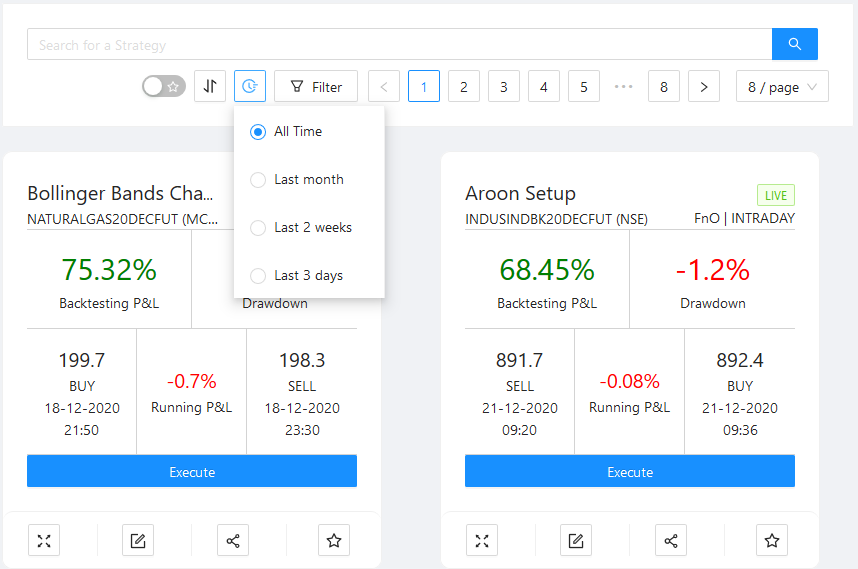 Search for a Strategy
Filter
1
2
3
4
5
•••
8
8 / page
All Time
Last month
Last 2 weeks
Last 3 days
Bollinger Bands Cha...
NATURALGAS20DECFUT (MC...
75.32%
Backtesting P&L
Drawdown
199.7
BUY
18-12-2020
21:50
-0.7%
Running P&L
198.3
SELL
18-12-2020
23:30
Execute
Aroon Setup
LIVE
INDUSINDBK20DECFUT (NSE)
FnO | INTRADAY
68.45%
Backtesting P&L
-1.2%
Drawdown
891.7
SELL
21-12-2020
09:20
-0.08%
Running P&L
892.4
BUY
21-12-2020
09:36
Execute